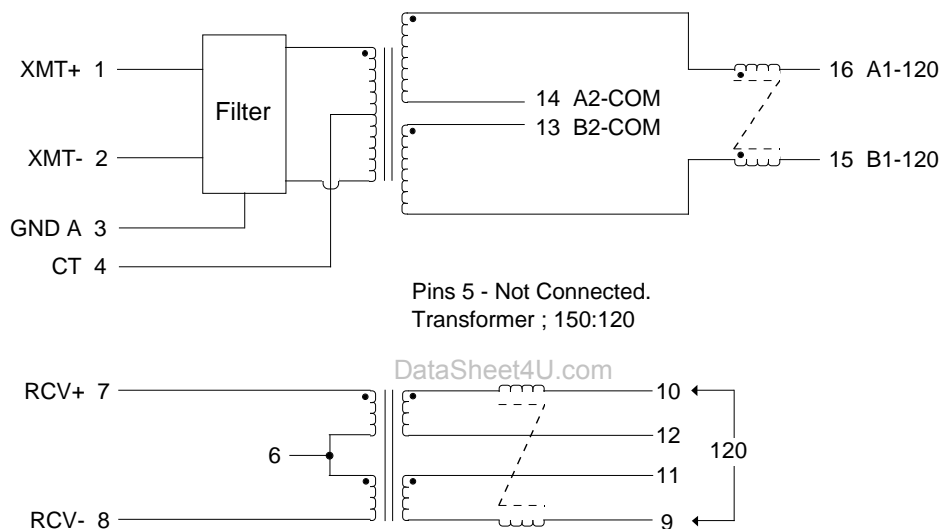 XMT+ 1
Filter
XMT- 2
GND A 3
CT 4
14 A2-COM
13 B2-COM
16 A1-120
15 B1-120
Pins 5 - Not Connected.
Transformer ; 150:120
DataSheet4U.com
RCV+ 7
6
RCV- 8
10
12
11
9
120